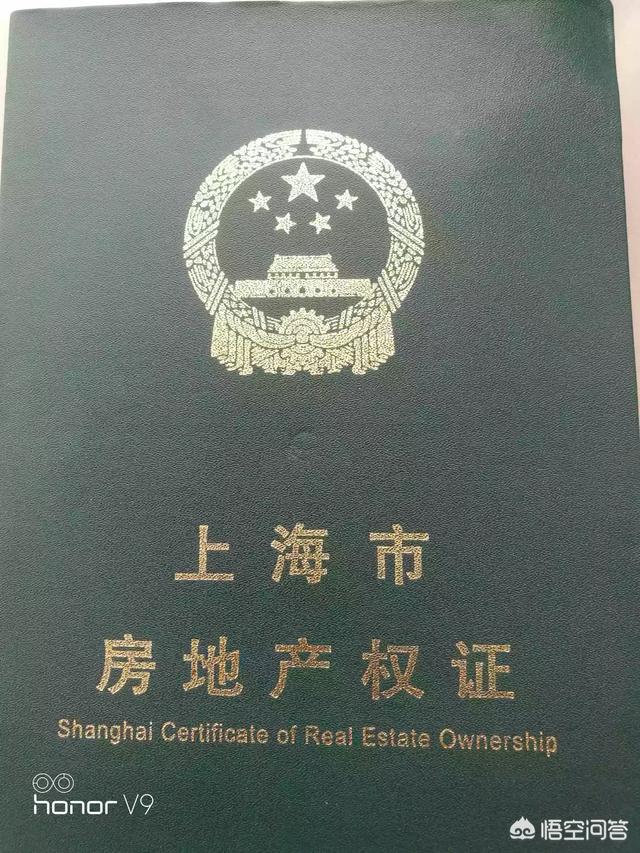 上海市
房地产权证
Shanghai Certificate of Real Estate Ownership
honor V9
悟空问答